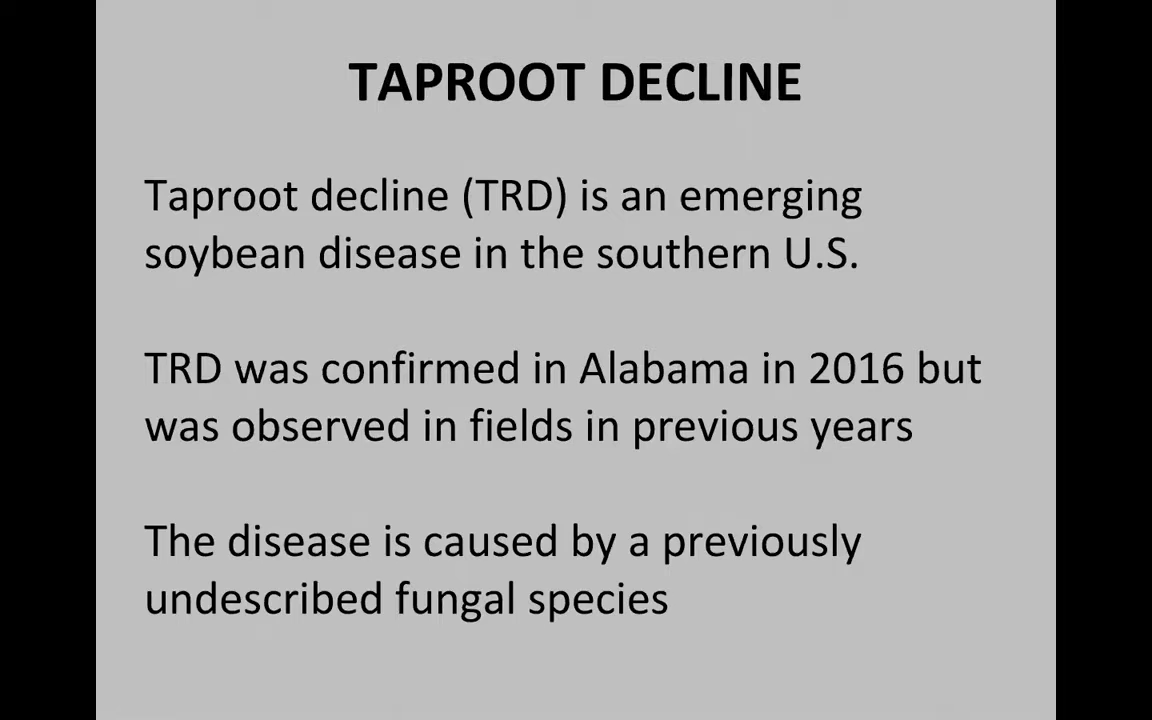 TAPROOT DECLINE
Taproot decline (TRD) is an emerging
soybean disease in the southern U.S.
TRD was confirmed in Alabama in 2016 but
was observed in fields in previous years
The disease is caused by a previously
undescribed fungal species